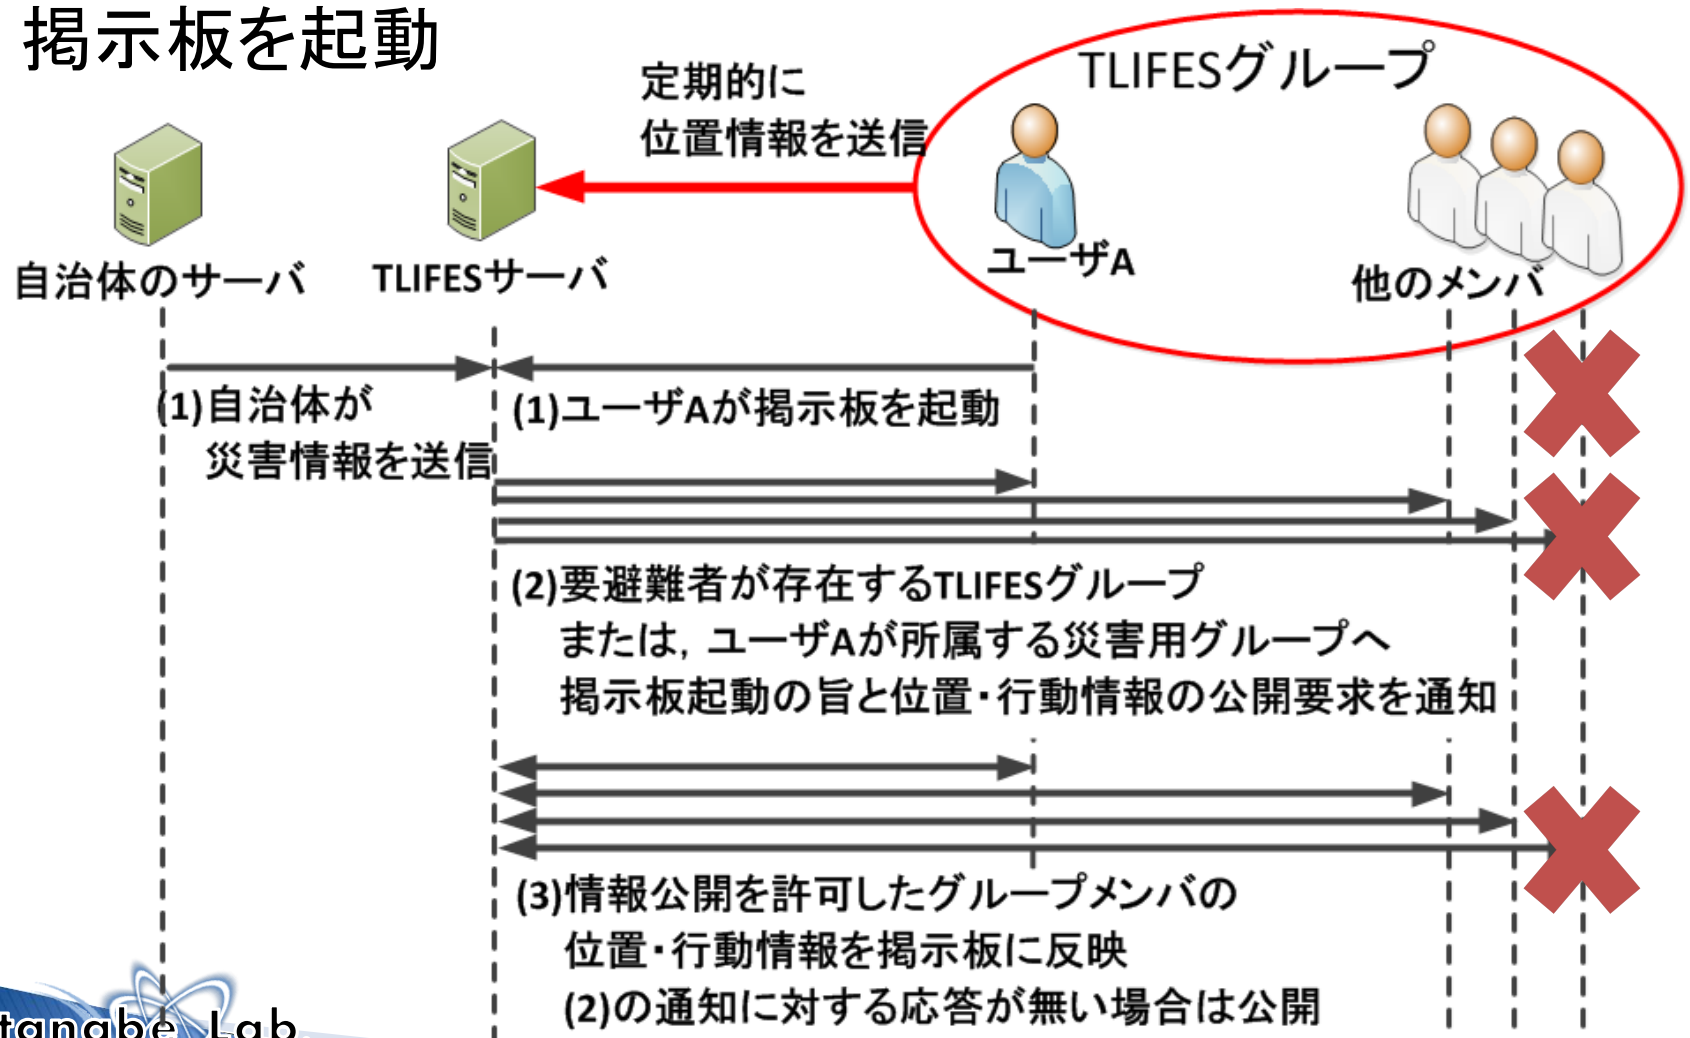 掲示板を起動
TLIFESグループ
定期的に
位置情報を送信
自治体のサーバ
TLIFESサーバ
ユーザA
他のメンバ
(1)自治体が
災害情報を送信
(1)ユーザAが掲示板を起動
(2)要避難者が存在するTLIFESグループ
または,ユーザAが所属する災害用グループへ
掲示板起動の旨と位置・行動情報の公開要求を通知
(3)情報公開を許可したグループメンバの
位置・行動情報を掲示板に反映
(2)の通知に対する応答が無い場合は公開
tanabe Lab